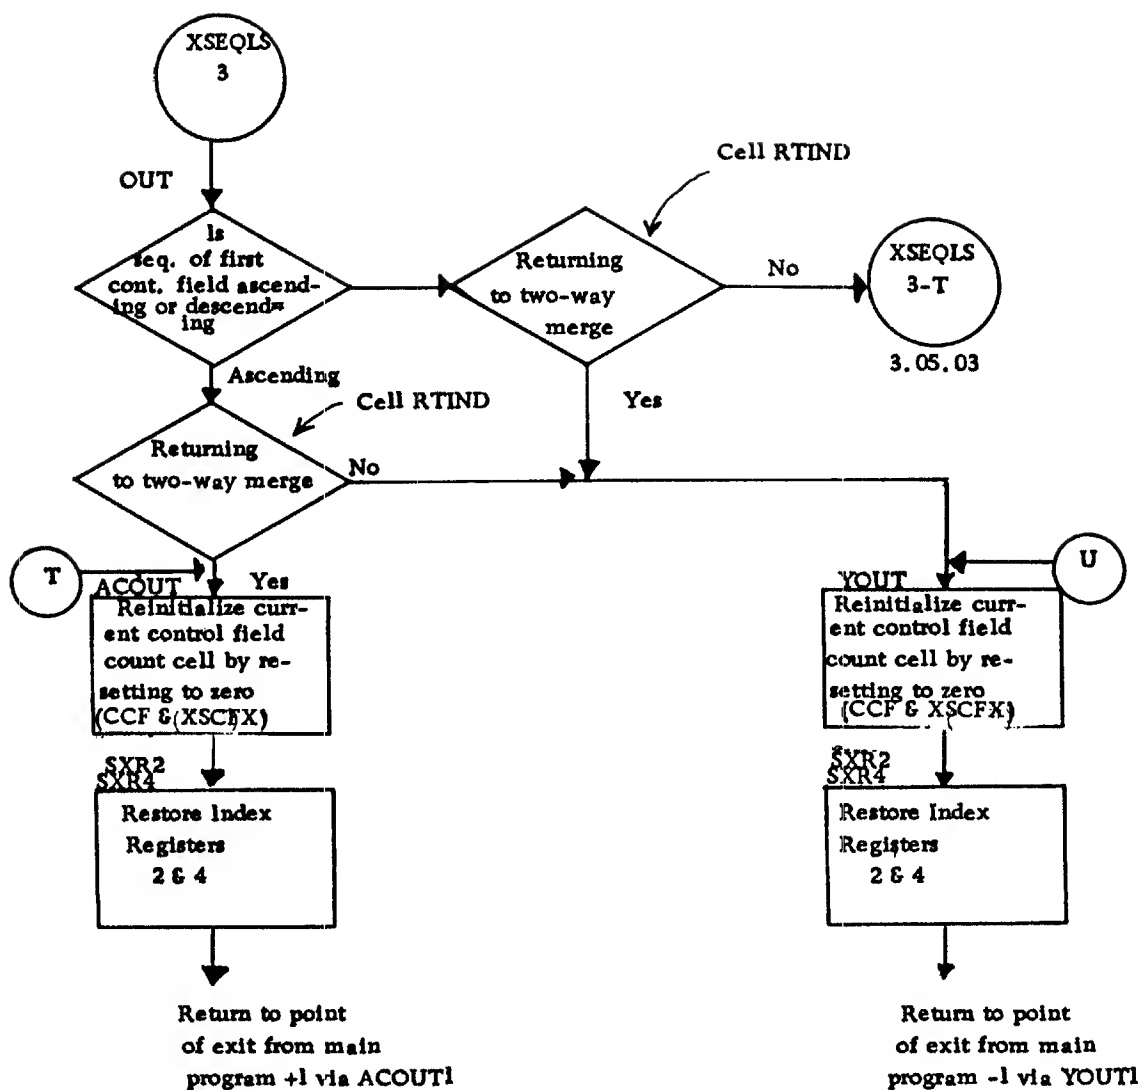 XSEQLS
3
OUT
Is
seq. of first
cont. field ascend-
ing or descend=
ing
Cell RTIND
Returning
to two-way
merge
No
XSEQLS
3-T
3.05.03
Ascending
Cell RTIND
Yes
Returning
to two-way merge
No
T
ACOUT
Yes
Reinitialize curr-
ent control field
count cell by re-
setting to zero
(CCF & (XSCFX)
SXR2
SXR4
Restore Index
Registers
2 & 4
Return to point
of exit from main
program +1 via ACOUT1
U
YOUT
Reinitialize curr-
ent control field
count cell by re-
setting to zero
(CCF & XSCFX)
SXR2
SXR4
Restore Index
Registers
2 & 4
Return to point
of exit from main
program -1 via YOUT1